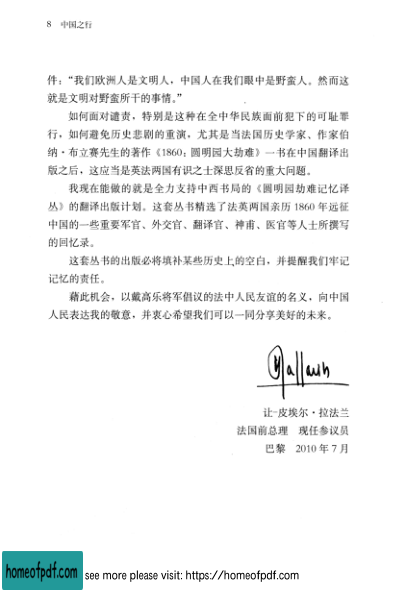 8 中国之行
件：“我们欧洲人是文明人，中国人在我们眼中是野蛮人。然而这
就是文明对野蛮所干的事情。”
如何面对谴责，特别是这种在全中华民族面前犯下的可耻罪
行，如何避免历史悲剧的重演，尤其是当法国历史学家、作家伯
纳·布立赛先生的著作《1860：圆明园大劫难》一书在中国翻译出
版之后，这应当是英法两国有识之士深思反省的重大问题。
我现在能做的就是全力支持中西书局的《圆明园劫难记忆译
丛》的翻译出版计划。这套丛书精选了法英两国亲历 1860 年远征
中国的一些重要军官、外交官、翻译官、神甫、医官等人士所撰写
的回忆录。
这套丛书的出版必将填补某些历史上的空白，并提醒我们牢记
记忆的责任。
藉此机会，以戴高乐将军倡议的法中人民友谊的名义，向中国
人民表达我的敬意，并衷心希望我们可以一同分享美好的未来。
让-皮埃尔·拉法兰
法国前总理 现任参议员
巴黎 2010 年 7 月
homeofpdf.com see more please visit: https://homeofpdf.com